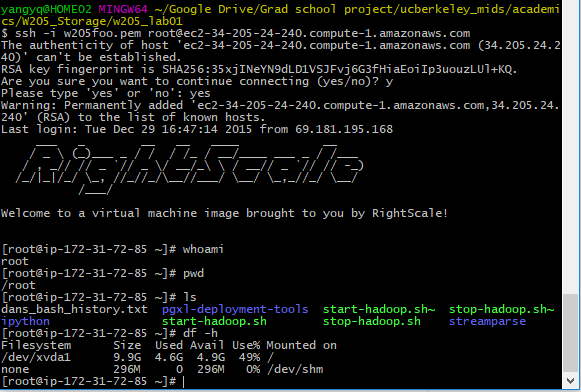 yangyq@HOME02 MINGW64 ~/Google Drive/Grad school project/ucberkeley_mids/academi
cs/W205_Storage/w205_lab01
$ ssh -i w205foo.pem root@ec2-34-205-24-240.compute-1.amazonaws.com
The authenticity of host 'ec2-34-205-24-240.compute-1.amazonaws.com (34.205.24.2
40)' can't be established.
RSA key fingerprint is SHA256:35xjINeYN9dLD1VSJFvj6G3fHiaEoiIp3uouzLUl+KQ.
Are you sure you want to continue connecting (yes/no)? y
Please type 'yes' or 'no': yes
Warning: Permanently added 'ec2-34-205-24-240.compute-1.amazonaws.com,34.205.24.
240' (RSA) to the list of known hosts.
Last login: Tue Dec 29 16:47:14 2015 from 69.181.195.168
RightScale
Welcome to a virtual machine image brought to you by RightScale!
[root@ip-172-31-72-85 ~]# whoami
root
[root@ip-172-31-72-85 ~]# pwd
/root
[root@ip-172-31-72-85 ~]# ls
dans_bash_history.txt pgxl-deployment-tools start-hadoop.sh~ stop-hadoop.sh~
ipython start-hadoop.sh stop-hadoop.sh streamparse
[root@ip-172-31-72-85 ~]# df -h
Filesystem Size Used Avail Use% Mounted on
/dev/xvda1 9.9G 4.6G 4.9G 49% /
none 296M 0 296M 0% /dev/shm
[root@ip-172-31-72-85 ~]#